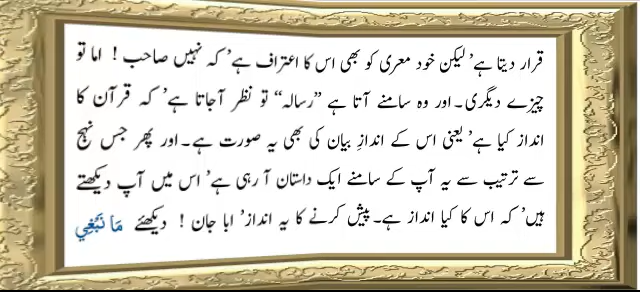 قرار دیتا ہے’ لیکن خود معری کو بھی اس کا اعتراف ہے’ کہ نہیں صاحب ! اما تو
چیزے دیگری۔ اور وہ سامنے آتا ہے ”رسالہ“ تو نظر آجاتا ہے’ کہ قرآن کا
انداز کیا ہے’ یعنی اس کے اندازِ بیان کی بھی یہ صورت ہے۔ اور پھر جس نہج
سے ترتیب سے یہ آپ کے سامنے ایک داستان آ رہی ہے’ اس میں آپ دیکھتے
ہیں’ کہ اس کا کیا انداز ہے۔ پیش کرنے کا یہ انداز’ ابا جان ! دیکھئے مَا نَبْغِي